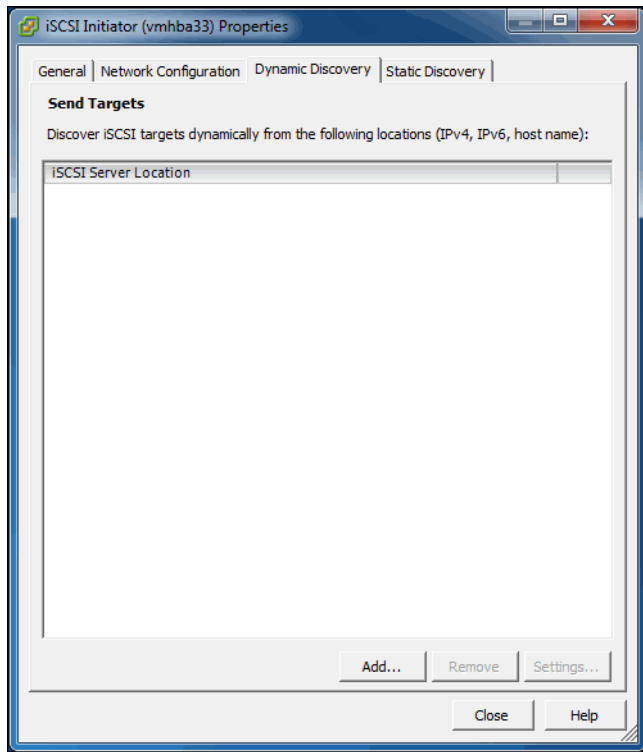 iSCSI Initiator (vmhba33) Properties
General Network Configuration Dynamic Discovery Static Discovery
Send Targets
Discover iSCSI targets dynamically from the following locations (IPv4, IPv6, host name):
iSCSI Server Location
Add... Remove Settings...
Close Help